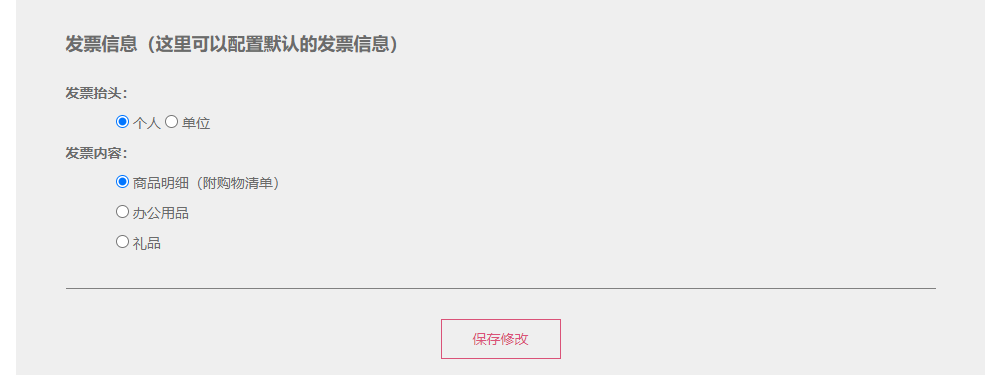 发票信息（这里可以配置默认的发票信息）
发票抬头：
个人 单位
发票内容：
商品明细（附购物清单）
办公用品
礼品
保存修改